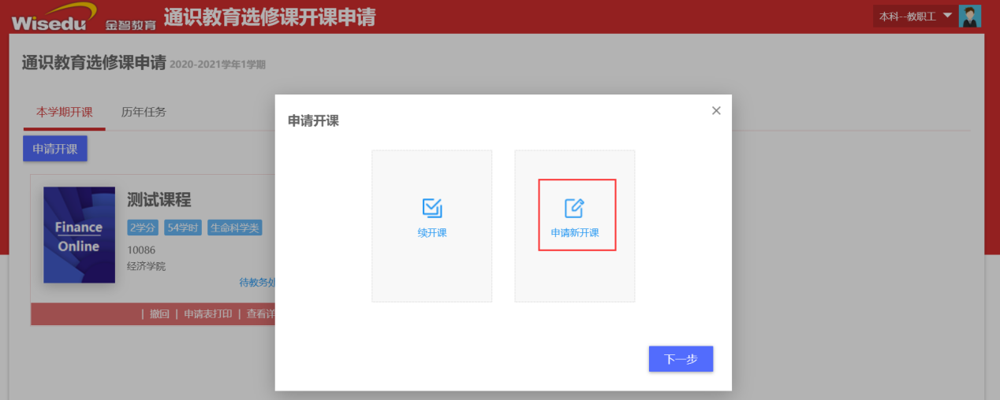 Wisedu 金智教育 通识教育选修课开课申请
本科--教职工
通识教育选修课申请 2020-2021学年1学期
本学期开课 历年任务
申请开课
Finance
Online
测试课程
2学分 54学时 生命科学类
10086
经济学院
待教务处
| 撤回 | 申请表打印 | 查看详
申请开课
续开课
申请新开课
下一步